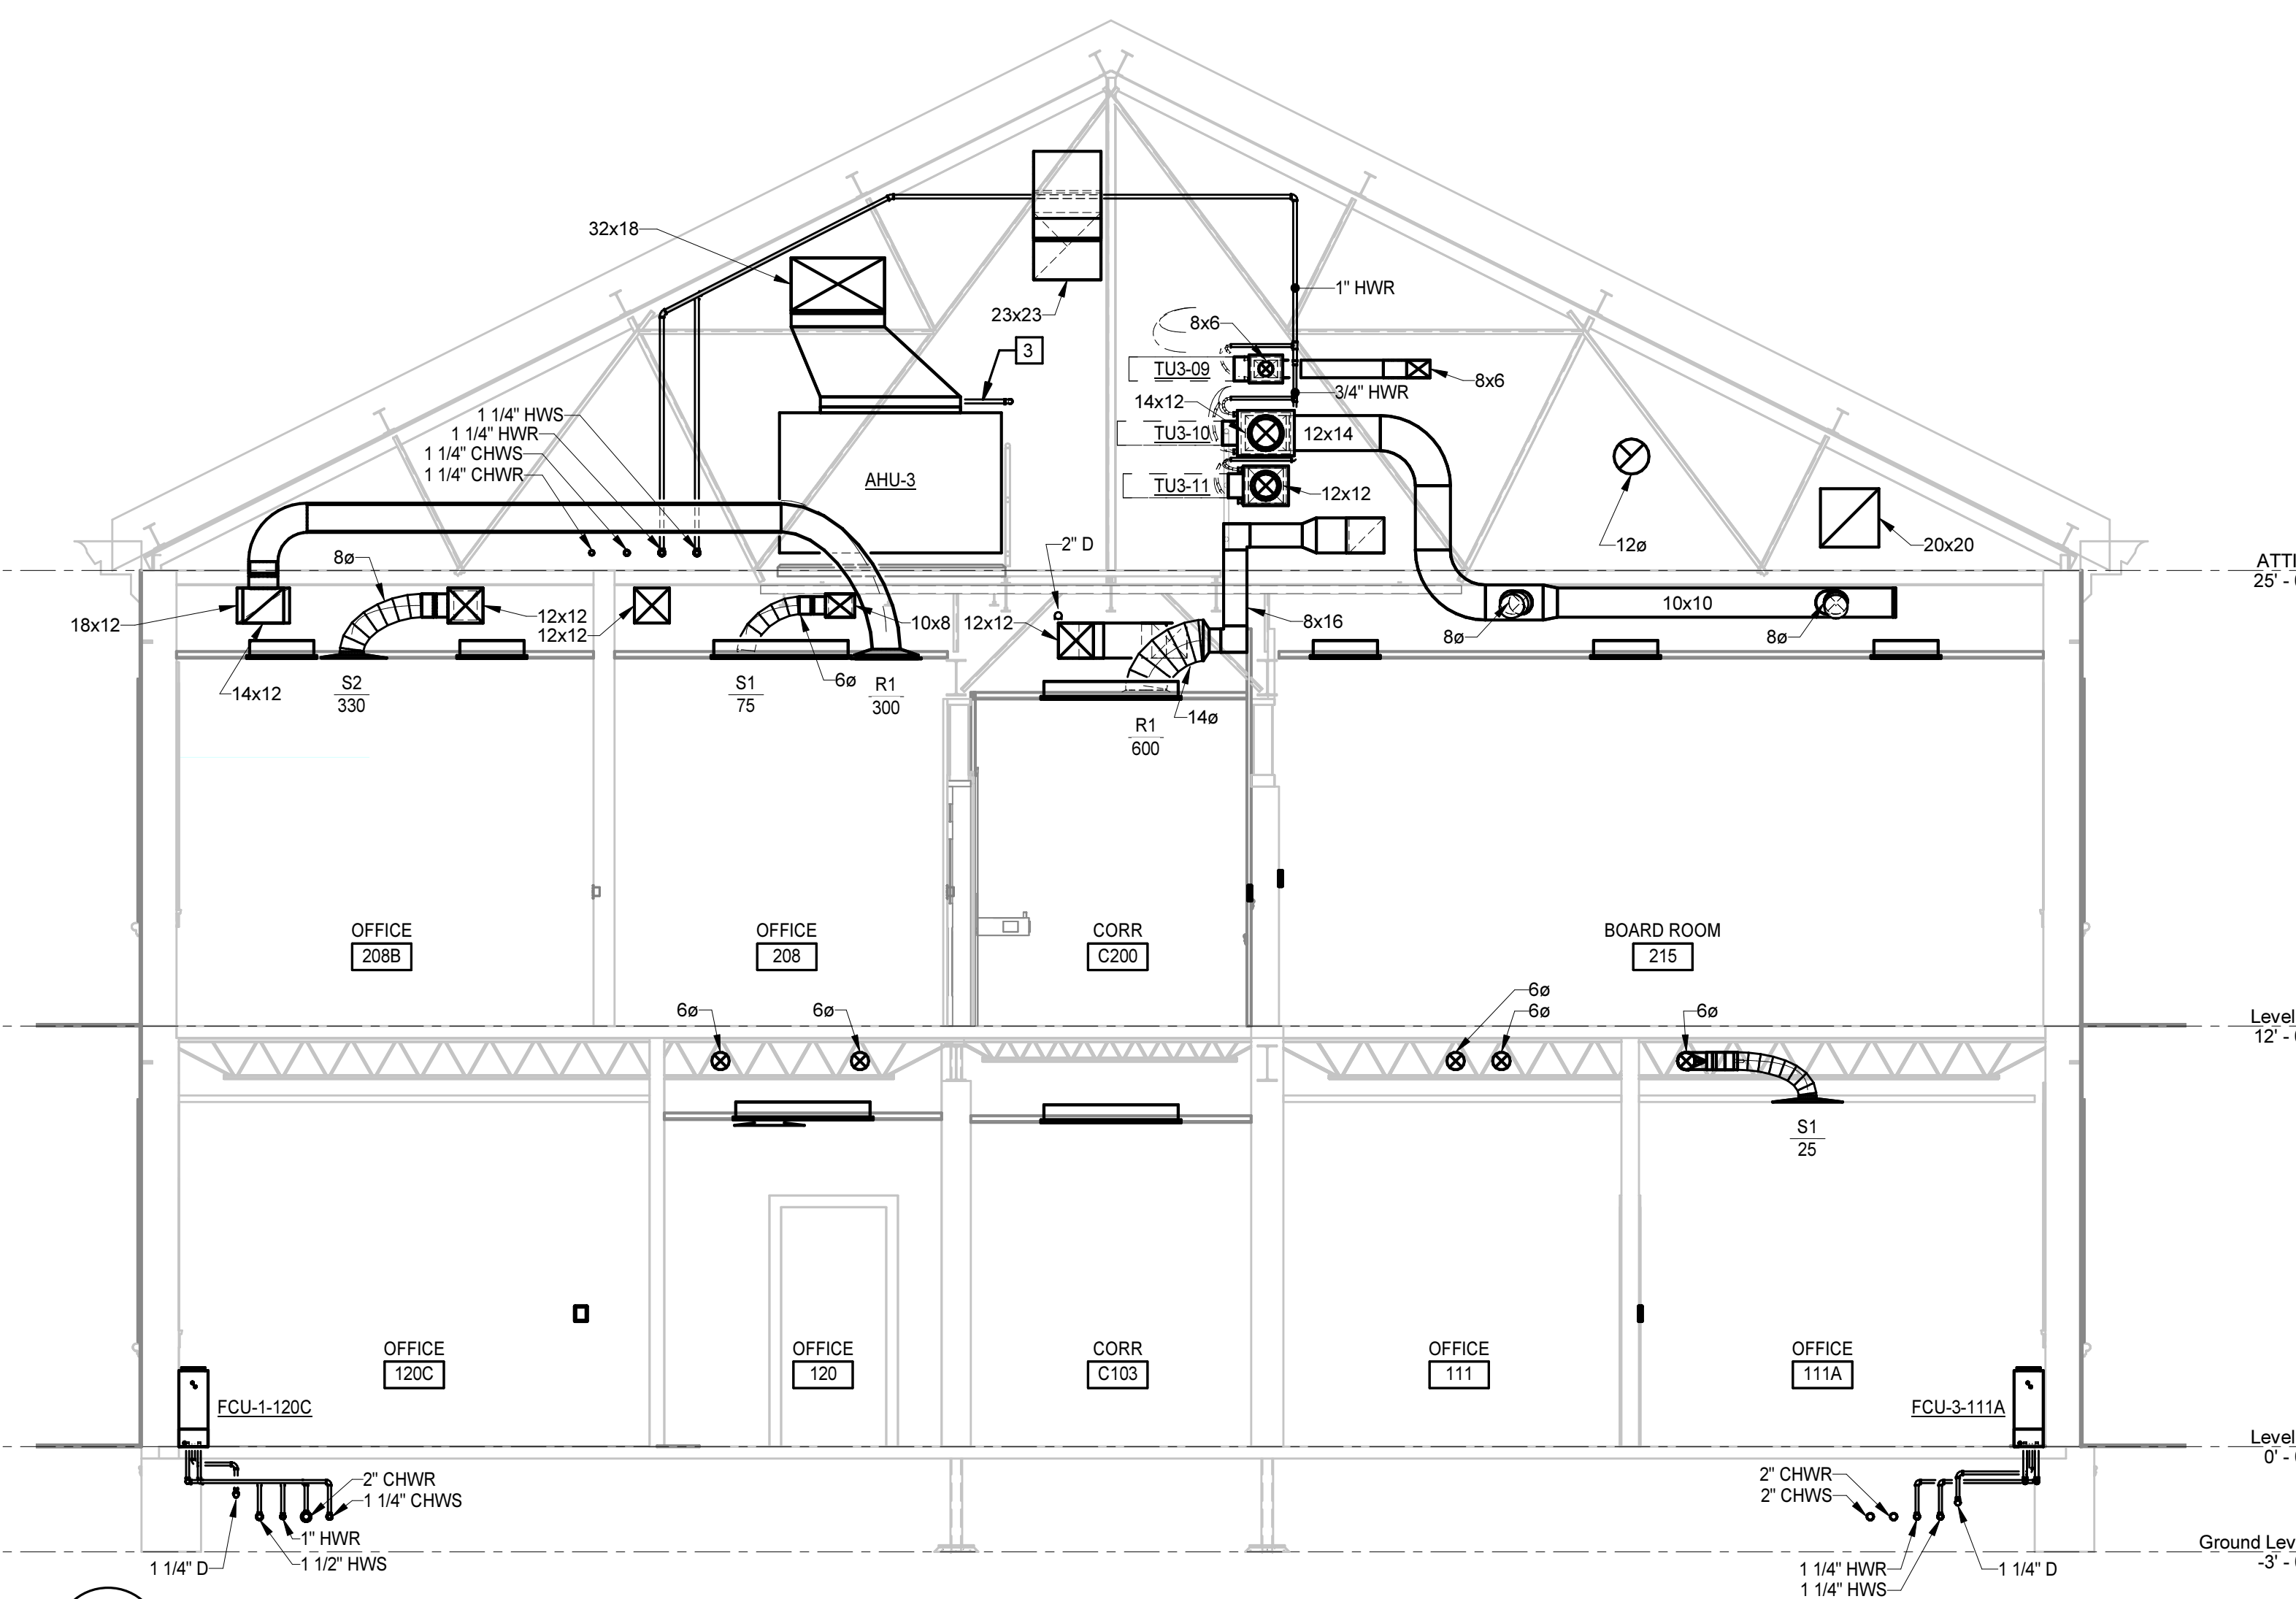 32x18
23x23
1" HWR
8x6
3
TU3-09
8x6
3/4" HWR
14x12
1 1/4" HWS
1 1/4" HWR
1 1/4" CHWS
1 1/4" CHWR
TU3-10
12x14
AHU-3
TU3-11
12x12
2" D
12ø
20x20
ATTI
25' -
8ø
18x12
12x12
12x12
10x8
12x12
8x16
10x10
8ø
8ø
14x12
S2
330
S1
75
6ø
R1
300
14ø
R1
600
OFFICE
208B
OFFICE
208
CORR
C200
BOARD ROOM
215
6ø
6ø
6ø
6ø
6ø
Level
12' -
S1
25
OFFICE
120C
OFFICE
120
CORR
C103
OFFICE
111
OFFICE
111A
FCU-1-120C
FCU-3-111A
Level
0' -
2" CHWR
1 1/4" CHWS
1" HWR
1 1/2" HWS
1 1/4" D
2" CHWR
2" CHWS
1 1/4" HWR
1 1/4" HWS
1 1/4" D
Ground Lev
-3' -